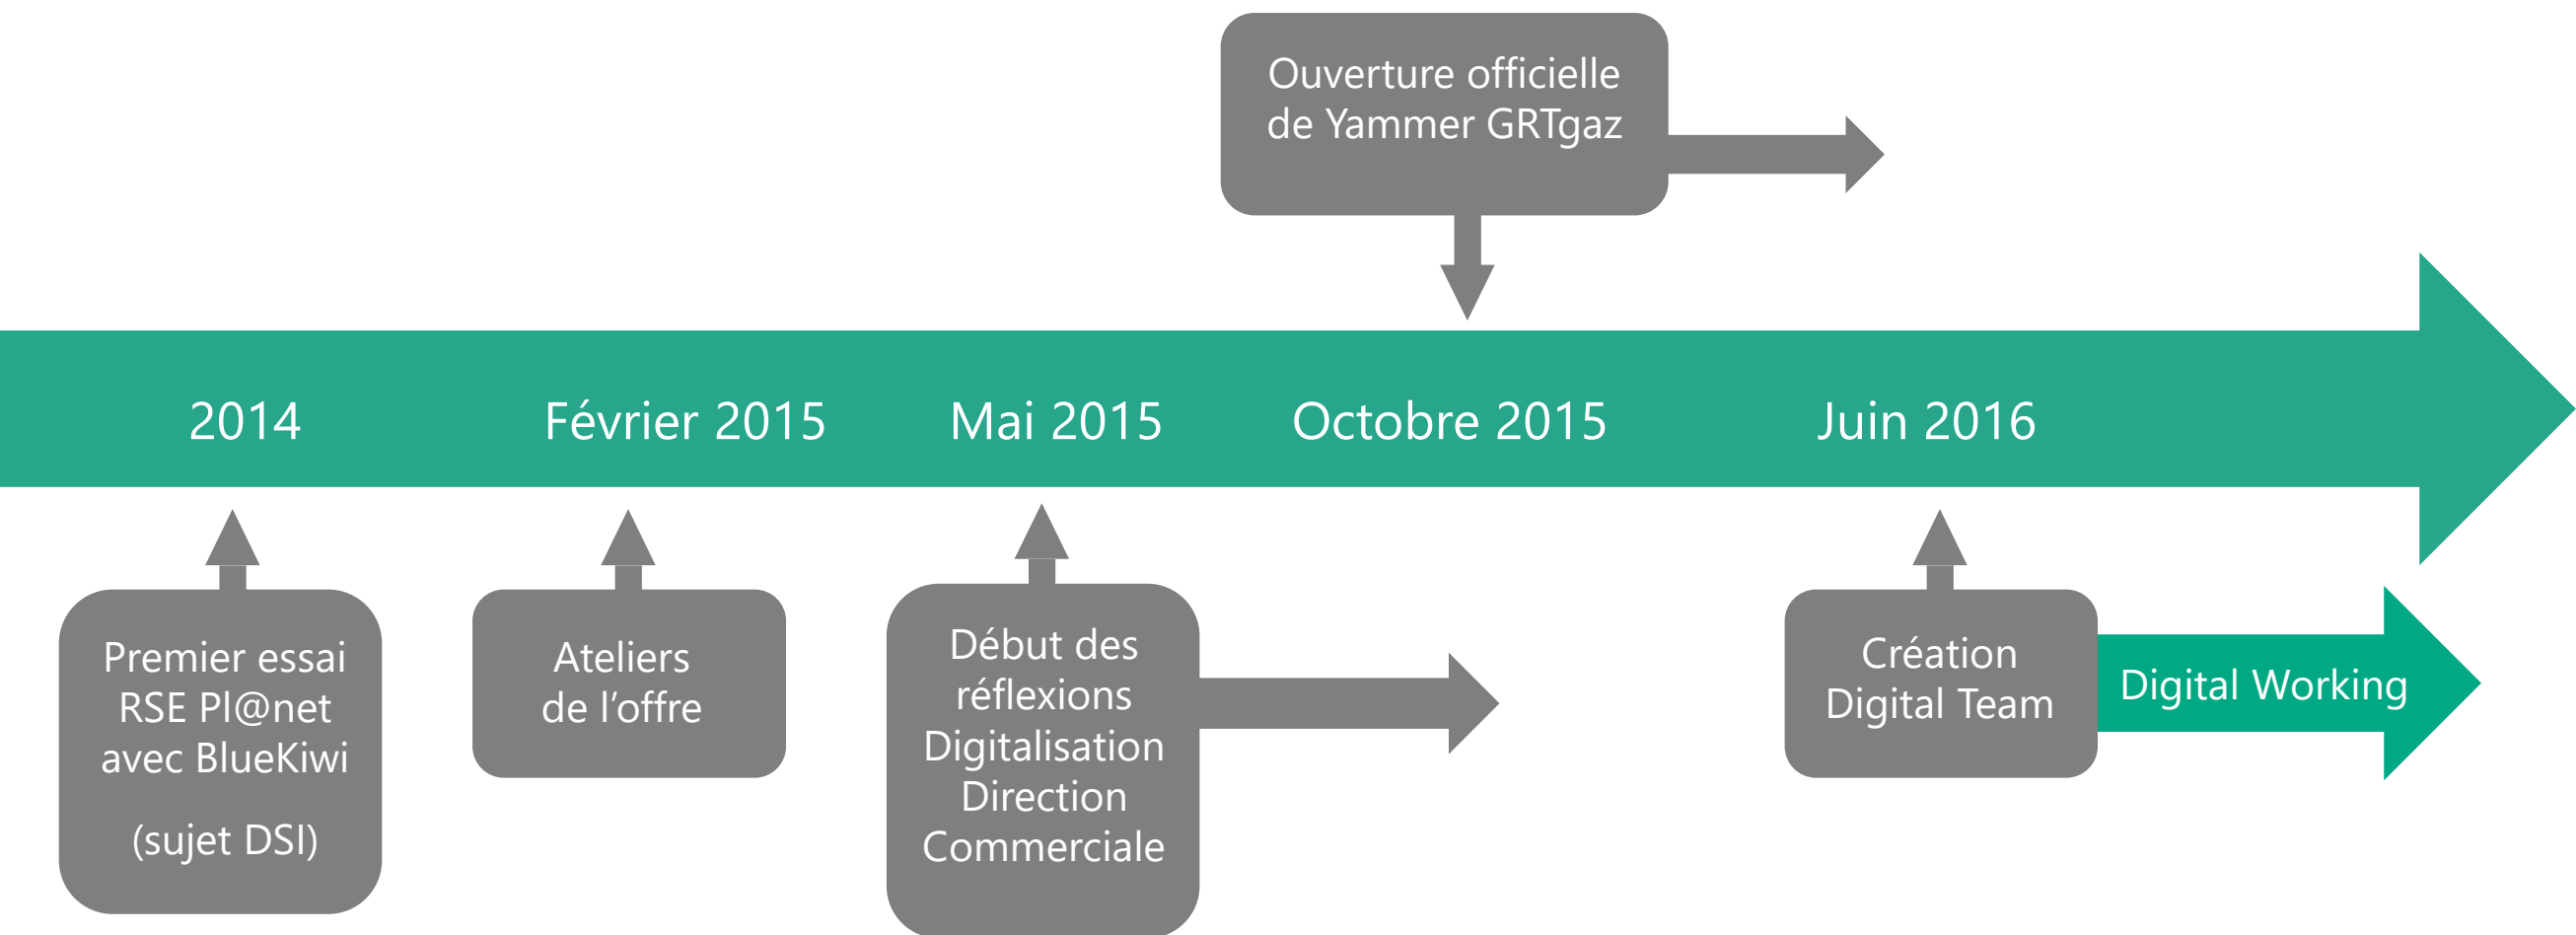 Ouverture officielle
de Yammer GRTgaz
2014
Février 2015
Mai 2015
Octobre 2015
Juin 2016
Premier essai
RSE Pl@net
avec BlueKiwi
(sujet DSI)
Ateliers
de l’offre
Début des
réflexions
Digitalisation
Direction
Commerciale
Création
Digital Team
Digital Working